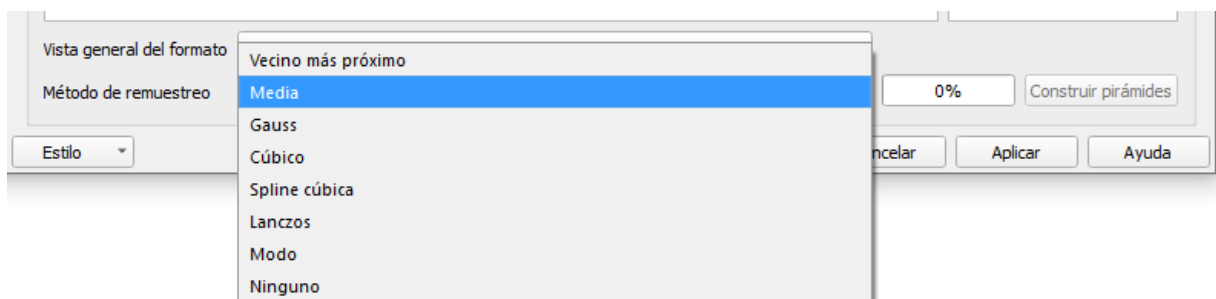 Vista general del formato
Vecino más próximo
Método de remuestreo
Media
0%
Construir pirámides
Gauss
Estilo
Cúbico
ncelar
Aplicar
Ayuda
Spline cúbica
Lanczos
Modo
Ninguno